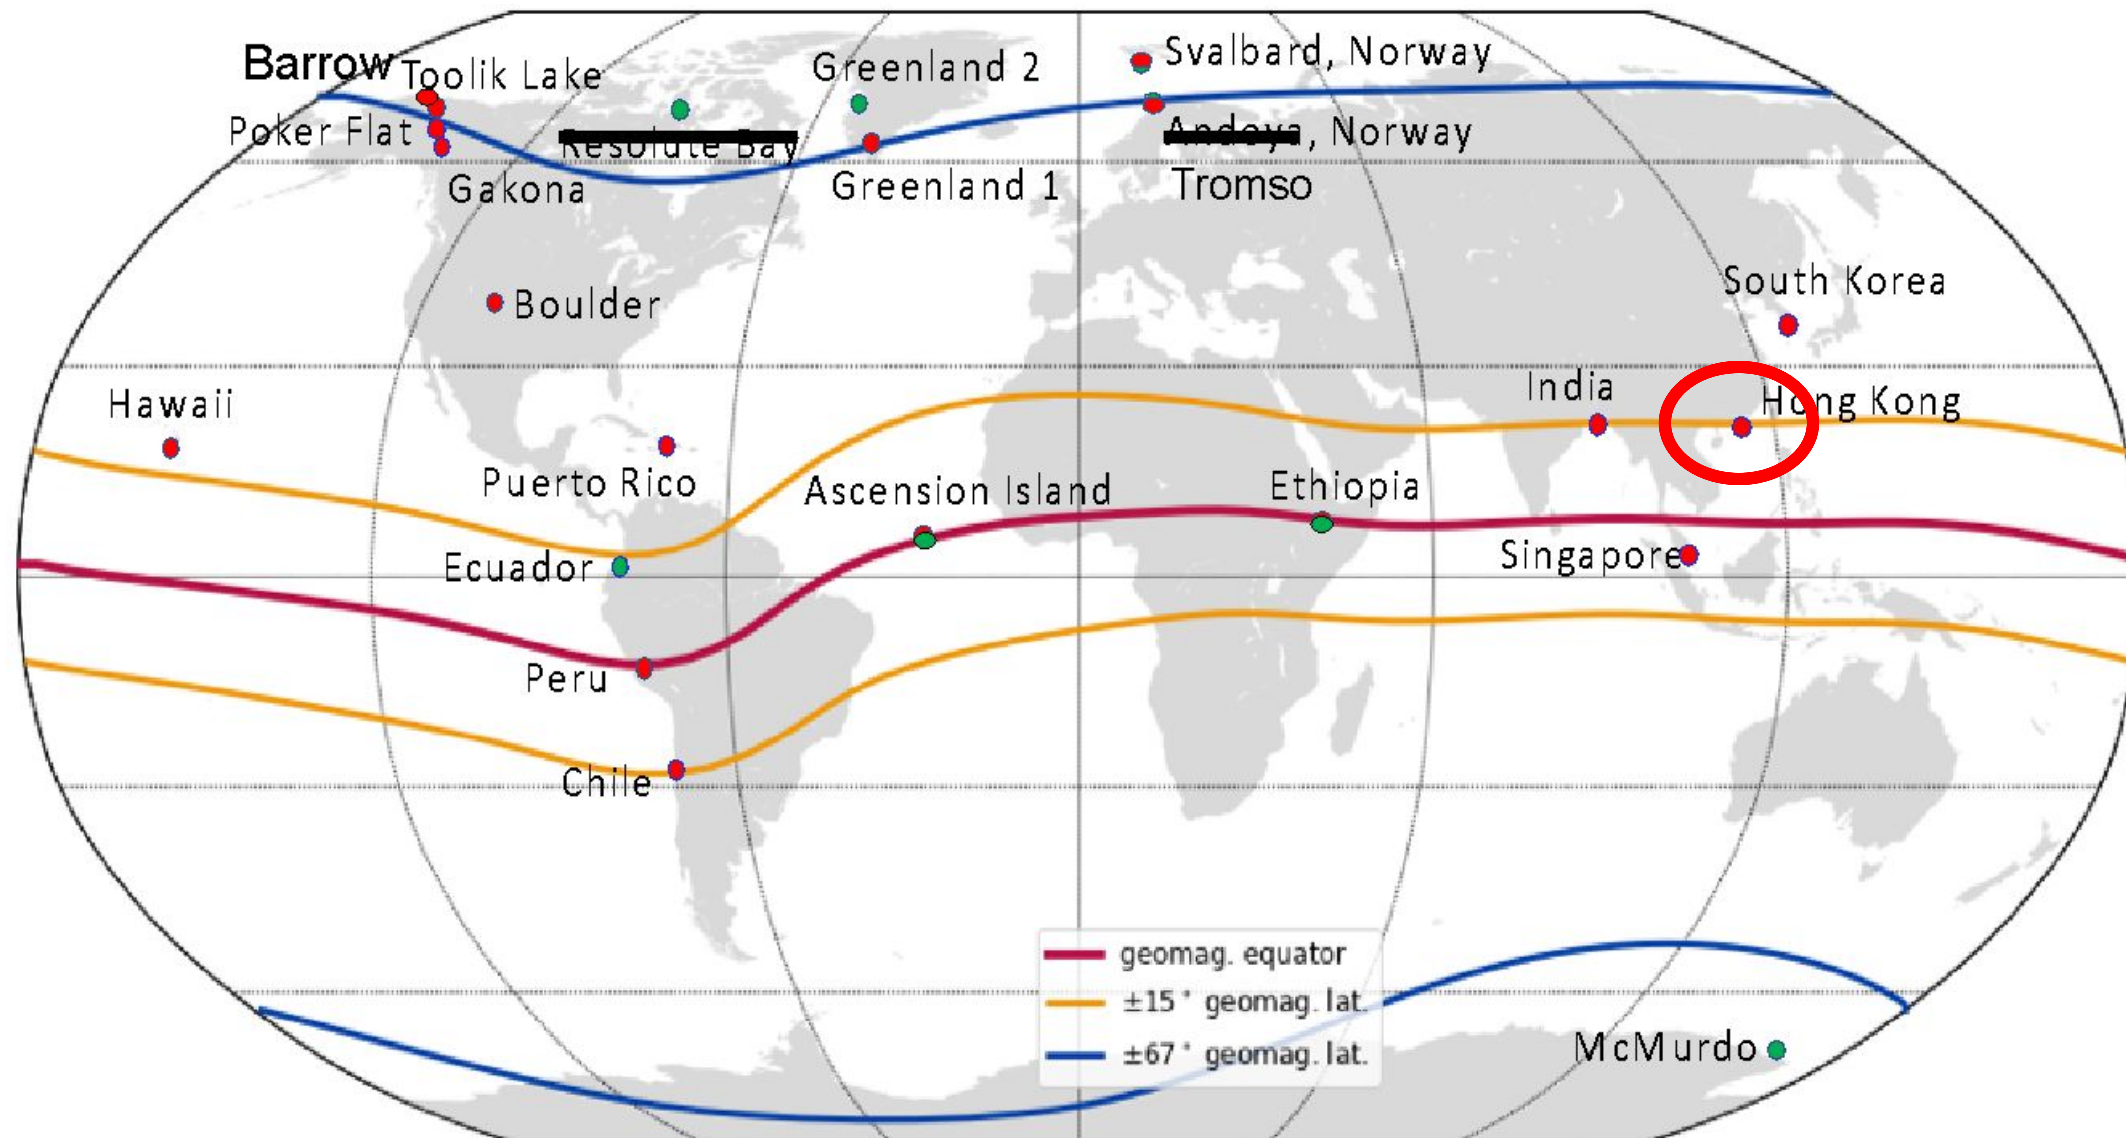 Barrow
Toolik Lake
Greenland 2
Svalbard, Norway
Poker Flat
Resolute Bay
Andoya, Norway
Gakona
Greenland 1
Tromso
Boulder
South Korea
Hawaii
India
Hong Kong
Puerto Rico
Ascension Island
Ethiopia
Ecuador
Singapore
Peru
Chile
geomag. equator
±15° geomag. lat.
±67° geomag. lat.
McMurdo